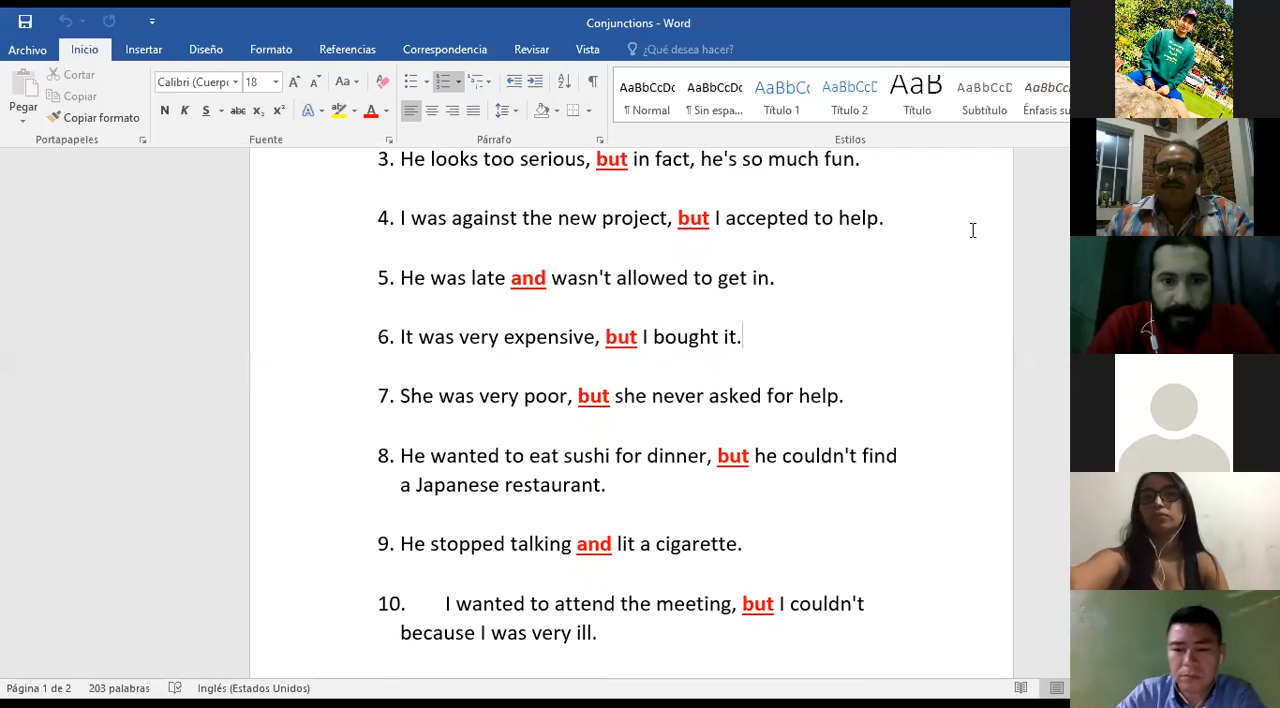 Conjunctions - Word
Archivo Inicio Insertar Diseño Formato Referencias Correspondencia Revisar Vista ¿Qué desea hacer?
Pegar
Cortar
Copiar
Copiar formato
Portapapeles
Calibri (Cuerpo 18
Fuente
Párrafo
AaBbCcDc AaBbCcDc AaBbCc AaBbCcD AaB AaBbCcD AaBbCcDc
¶ Normal ¶ Sin espa... Título 1 Título 2 Título Subtítulo Énfasis su
Estilos
3. He looks too serious, but in fact, he's so much fun.
4. I was against the new project, but I accepted to help.
5. He was late and wasn't allowed to get in.
6. It was very expensive, but I bought it.
7. She was very poor, but she never asked for help.
8. He wanted to eat sushi for dinner, but he couldn't find
a Japanese restaurant.
9. He stopped talking and lit a cigarette.
10. I wanted to attend the meeting, but I couldn't
because I was very ill.
Página 1 de 2 203 palabras Inglés (Estados Unidos)